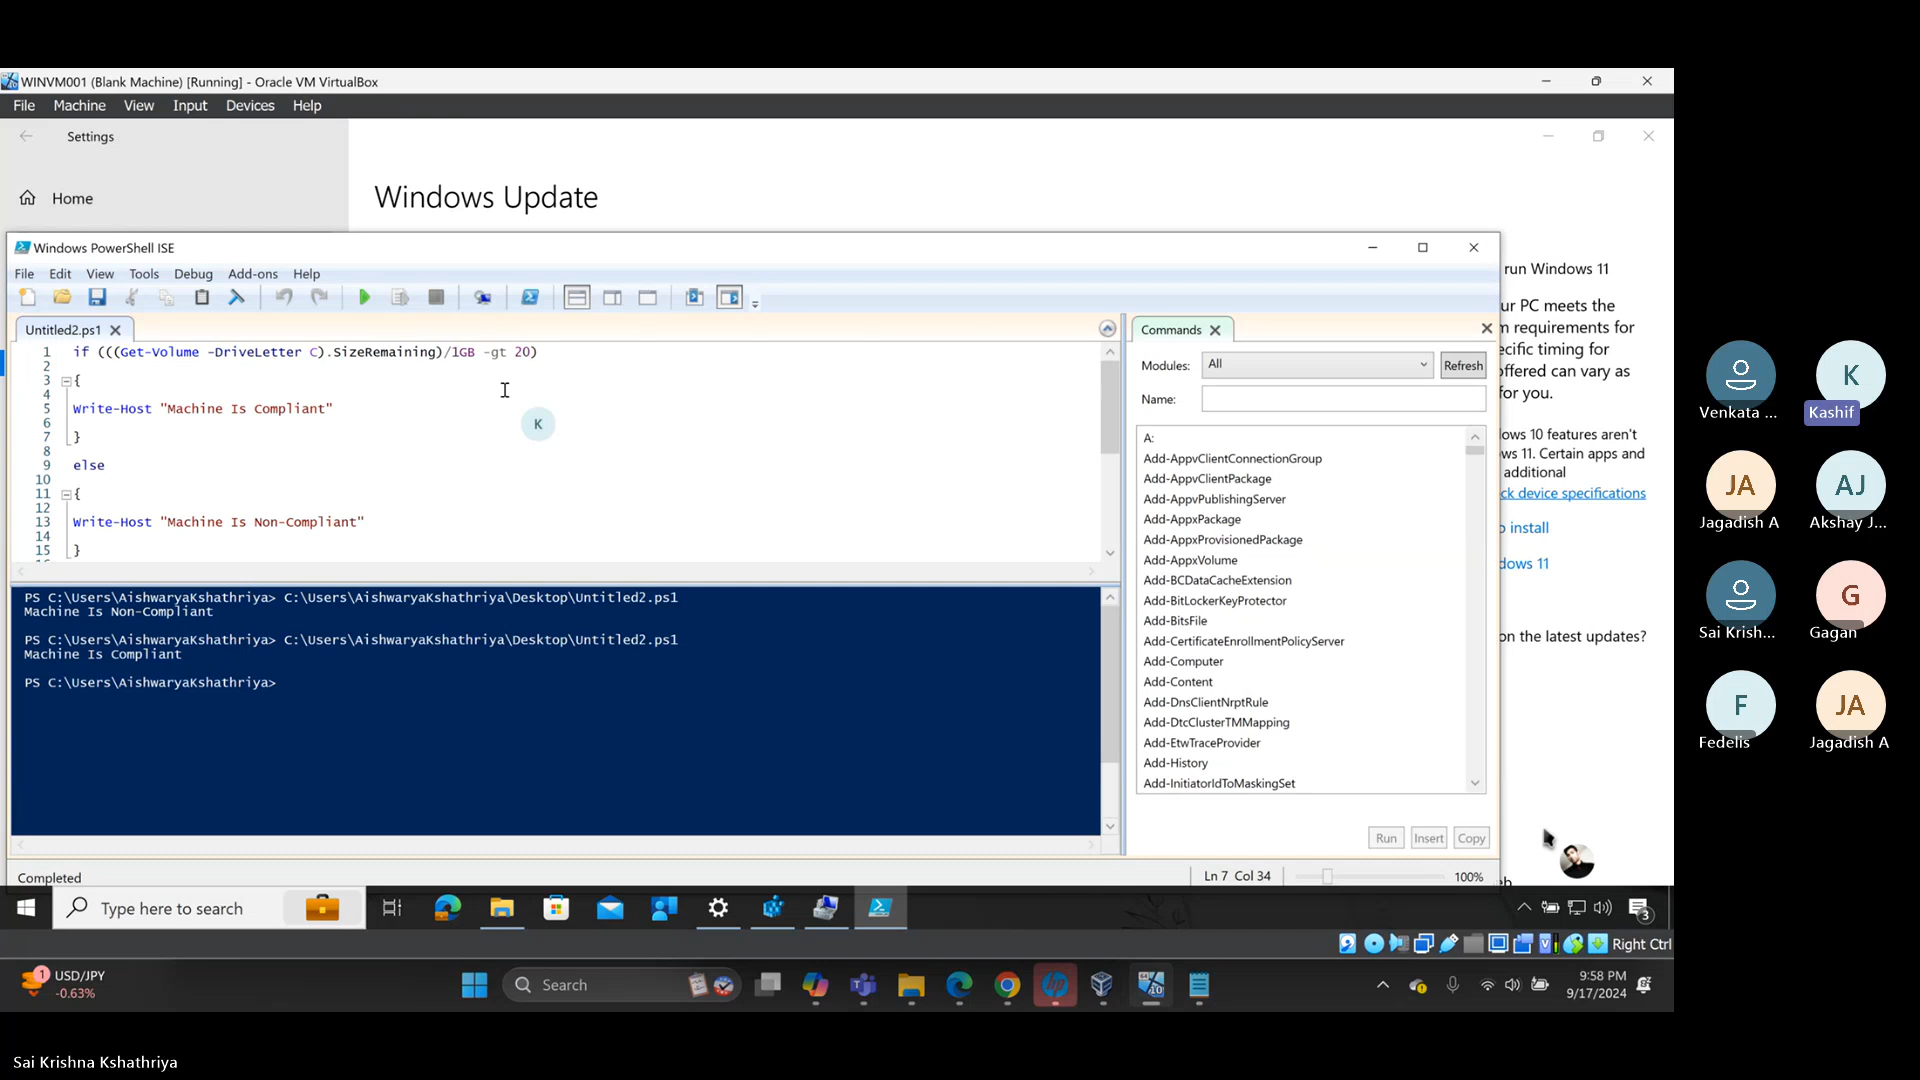 WINVM001 (Blank Machine) [Running] - Oracle VM VirtualBox
File Machine View Input Devices Help
Settings
Home
Windows Update
Windows PowerShell ISE
File Edit View Tools Debug Add-ons Help
Untitled2.ps1
1 if (((Get-Volume -DriveLetter C).SizeRemaining)/1GB -gt 20)
2
3 {
4
5 Write-Host "Machine Is Compliant"
6
7 }
8
9 else
10
11 {
12
13 Write-Host "Machine Is Non-Compliant"
14
15 }
K
PS C:\Users\AishwaryaKshathriya> C:\Users\AishwaryaKshathriya\Desktop\Untitled2.ps1
Machine Is Non-Compliant
PS C:\Users\AishwaryaKshathriya> C:\Users\AishwaryaKshathriya\Desktop\Untitled2.ps1
Machine Is Compliant
PS C:\Users\AishwaryaKshathriya>
Commands
Modules: All Refresh
Name:
A:
Add-AppvClientConnectionGroup
Add-AppvClientPackage
Add-AppvPublishingServer
Add-AppxPackage
Add-AppxProvisionedPackage
Add-AppxVolume
Add-BCDataCacheExtension
Add-BitLockerKeyProtector
Add-BitsFile
Add-CertificateEnrollmentPolicyServer
Add-Computer
Add-Content
Add-DnsClientNrptRule
Add-DtcClusterTMMapping
Add-EtwTraceProvider
Add-History
Add-InitiatorIdToMaskingSet
Run Insert Copy
Completed
Ln 7 Col 34 100%
run Windows 11
ur PC meets the
m requirements for
ecific timing for
offered can vary as
for you.
dows 10 features aren't
ws 11. Certain apps and
additional
ck device specifications
o install
dows 11
on the latest updates?
Type here to search
3
Right Ctrl
1
USD/JPY
-0.63%
Search
9:58 PM
9/17/2024
Venkata ...
K
Kashif
JA
Jagadish A
AJ
Akshay J...
Sai Krish...
G
Gagan
F
Fedelis
JA
Jagadish A
Sai Krishna Kshathriya